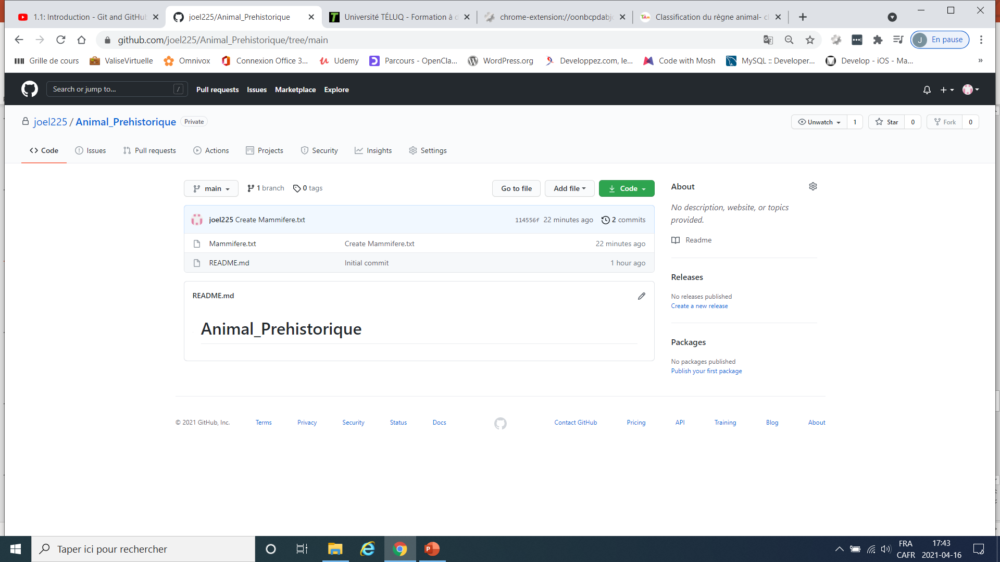 1.1: Introduction - Git and GitHub
joel225/Animal_Prehistorique
Université TÉLUQ - Formation à d
chrome-extension://oonbcpdabjc
Classification du règne animal- cl
github.com/joel225/Animal_Prehistorique/tree/main
J En pause
Grille de cours ValiseVirtuelle Omnivox Connexion Office 3... Udemy Parcours - OpenCla... WordPress.org Developpez.com, le... Code with Mosh MySQL :: Developer... Develop - iOS - Ma... »
Search or jump to... / Pull requests Issues Marketplace Explore
joel225 / Animal_Prehistorique Private
Unwatch 1 Star 0 Fork 0
Code Issues Pull requests Actions Projects Security Insights Settings
main 1 branch 0 tags Go to file Add file Code
joel225 Create Mammifere.txt 114556f 22 minutes ago 2 commits
Mammifere.txt Create Mammifere.txt 22 minutes ago
README.md Initial commit 1 hour ago
README.md
Animal_Prehistorique
About
No description, website, or topics
provided.
Readme
Releases
No releases published
Create a new release
Packages
No packages published
Publish your first package
© 2021 GitHub, Inc. Terms Privacy Security Status Docs Contact GitHub Pricing API Training Blog About
Taper ici pour rechercher
FRA
CAFR
17:43
2021-04-16